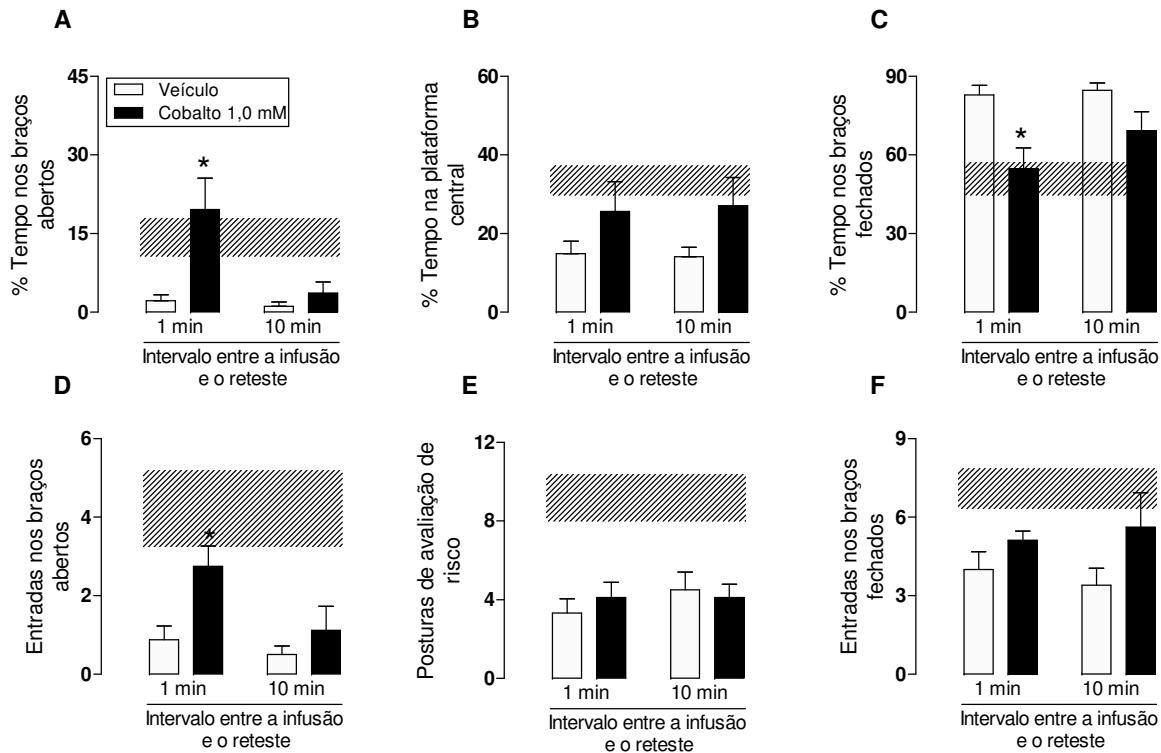 A
% Tempo nos braços
abertos
45
30
15
0
Veículo
Cobalto 1,0 mM
*
1 min
10 min
Intervalo entre a infusão
e o reteste
B
% Tempo na plataforma
central
60
40
20
0
1 min
10 min
Intervalo entre a infusão
e o reteste
C
% Tempo nos braços
fechados
90
60
30
0
*
1 min
10 min
Intervalo entre a infusão
e o reteste
D
Entradas nos braços
abertos
6
4
2
0
*
1 min
10 min
Intervalo entre a infusão
e o reteste
E
Posturas de avaliação de
risco
12
8
4
0
1 min
10 min
Intervalo entre a infusão
e o reteste
F
Entradas nos braços
fechados
9
6
3
0
1 min
10 min
Intervalo entre a infusão
e o reteste